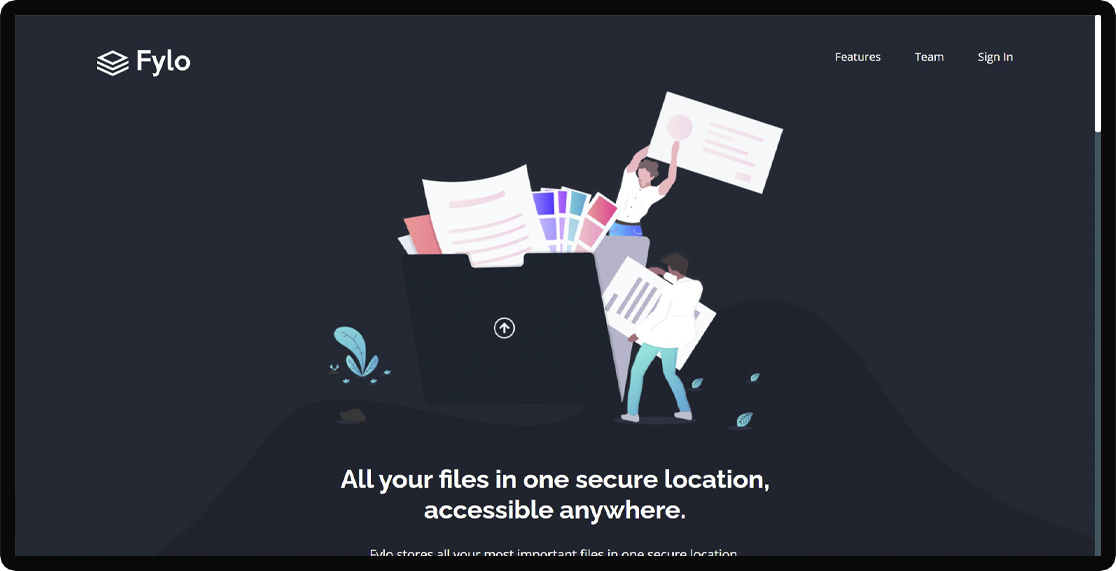 Fylo
Features
Team
Sign In
All your files in one secure location,
accessible anywhere.
Fylo stores all your most important files in one secure location.